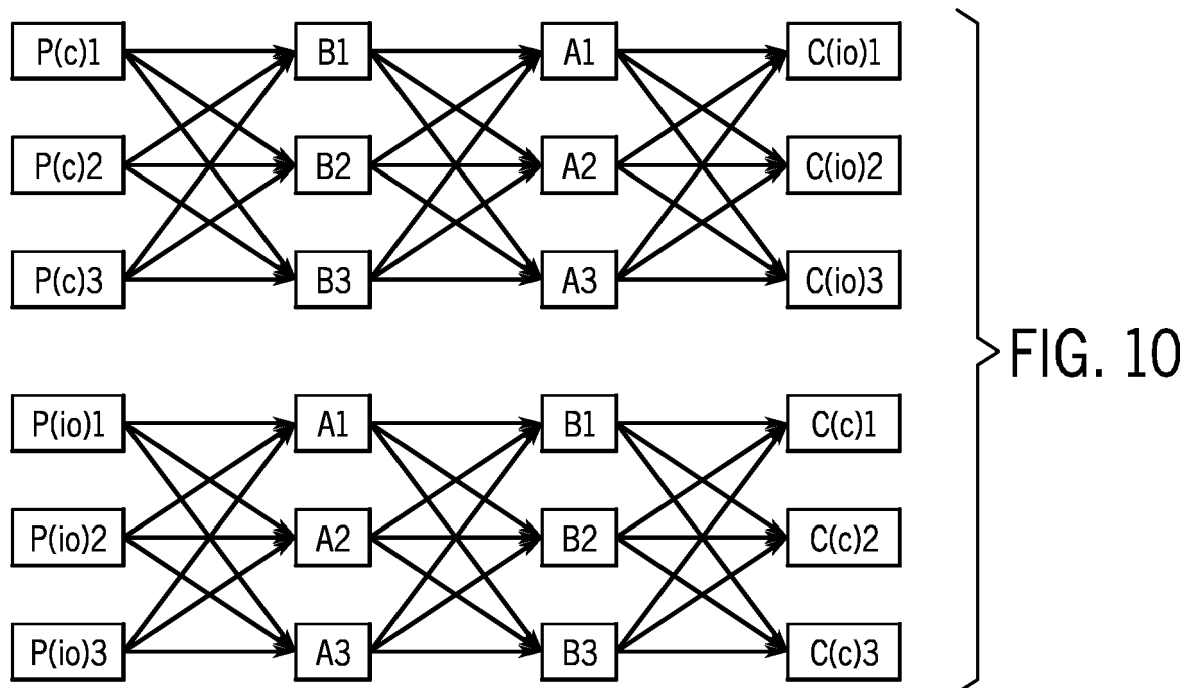 P(c)1 B1 A1 C(io)1
P(c)2 B2 A2 C(io)2
P(c)3 B3 A3 C(io)3
FIG. 10
P(io)1 A1 B1 C(c)1
P(io)2 A2 B2 C(c)2
P(io)3 A3 B3 C(c)3